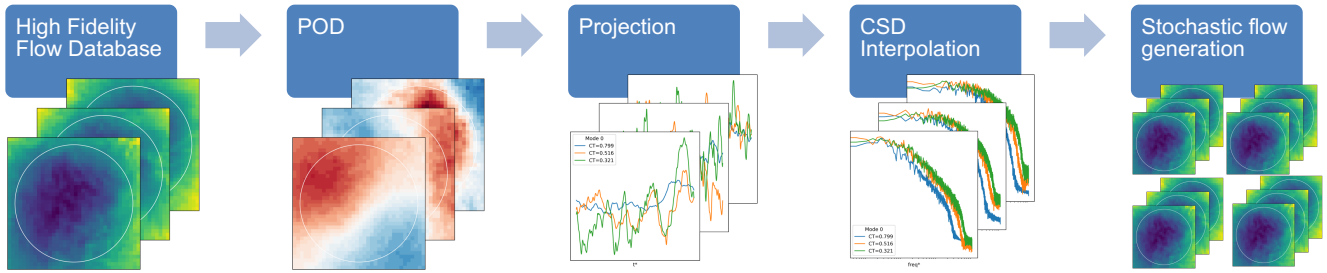 High Fidelity
Flow Database
POD
Projection
CSD
Interpolation
Stochastic flow
generation
Mode 0
CT=0.799
CT=0.516
CT=0.321
t*
Mode 0
CT=0.799
CT=0.516
CT=0.321
freq*